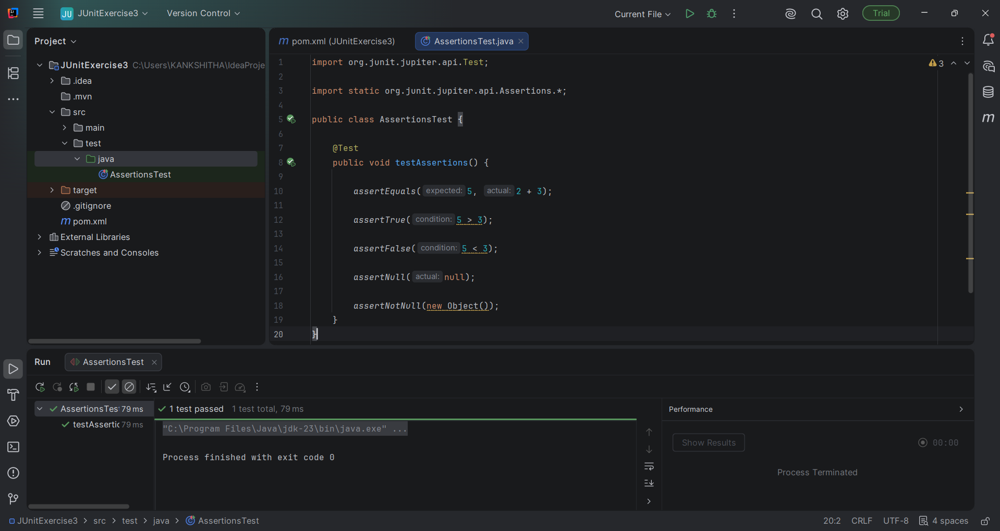 JU JUnitExercise3 Version Control Current File Trial
Project
JUnitExercise3 C:\Users\KANKSHITHA\IdeaProje
.idea
.mvn
src
main
test
java
AssertionsTest
target
.gitignore
m pom.xml
External Libraries
Scratches and Consoles
m pom.xml (JUnitExercise3) AssertionsTest.java
3
1 import org.junit.jupiter.api.Test;
2
3 import static org.junit.jupiter.api.Assertions.*;
4
5 public class AssertionsTest {
6
7 @Test
8 public void testAssertions() {
9
10 assertEquals( expected: 5, actual: 2 + 3);
11
12 assertTrue( condition: 5 > 3);
13
14 assertFalse( condition: 5 < 3);
15
16 assertNull( actual: null);
17
18 assertNotNull(new Object());
19 }
20 }
m
Run AssertionsTest
AssertionsTes 79 ms
testAssertic 79 ms
1 test passed 1 test total, 79 ms
"C:\Program Files\Java\jdk-23\bin\java.exe" ...
Process finished with exit code 0
Performance
Show Results 00:00
Process Terminated
JUnitExercise3 > src > test > java > AssertionsTest 20:2 CRLF UTF-8 4 spaces